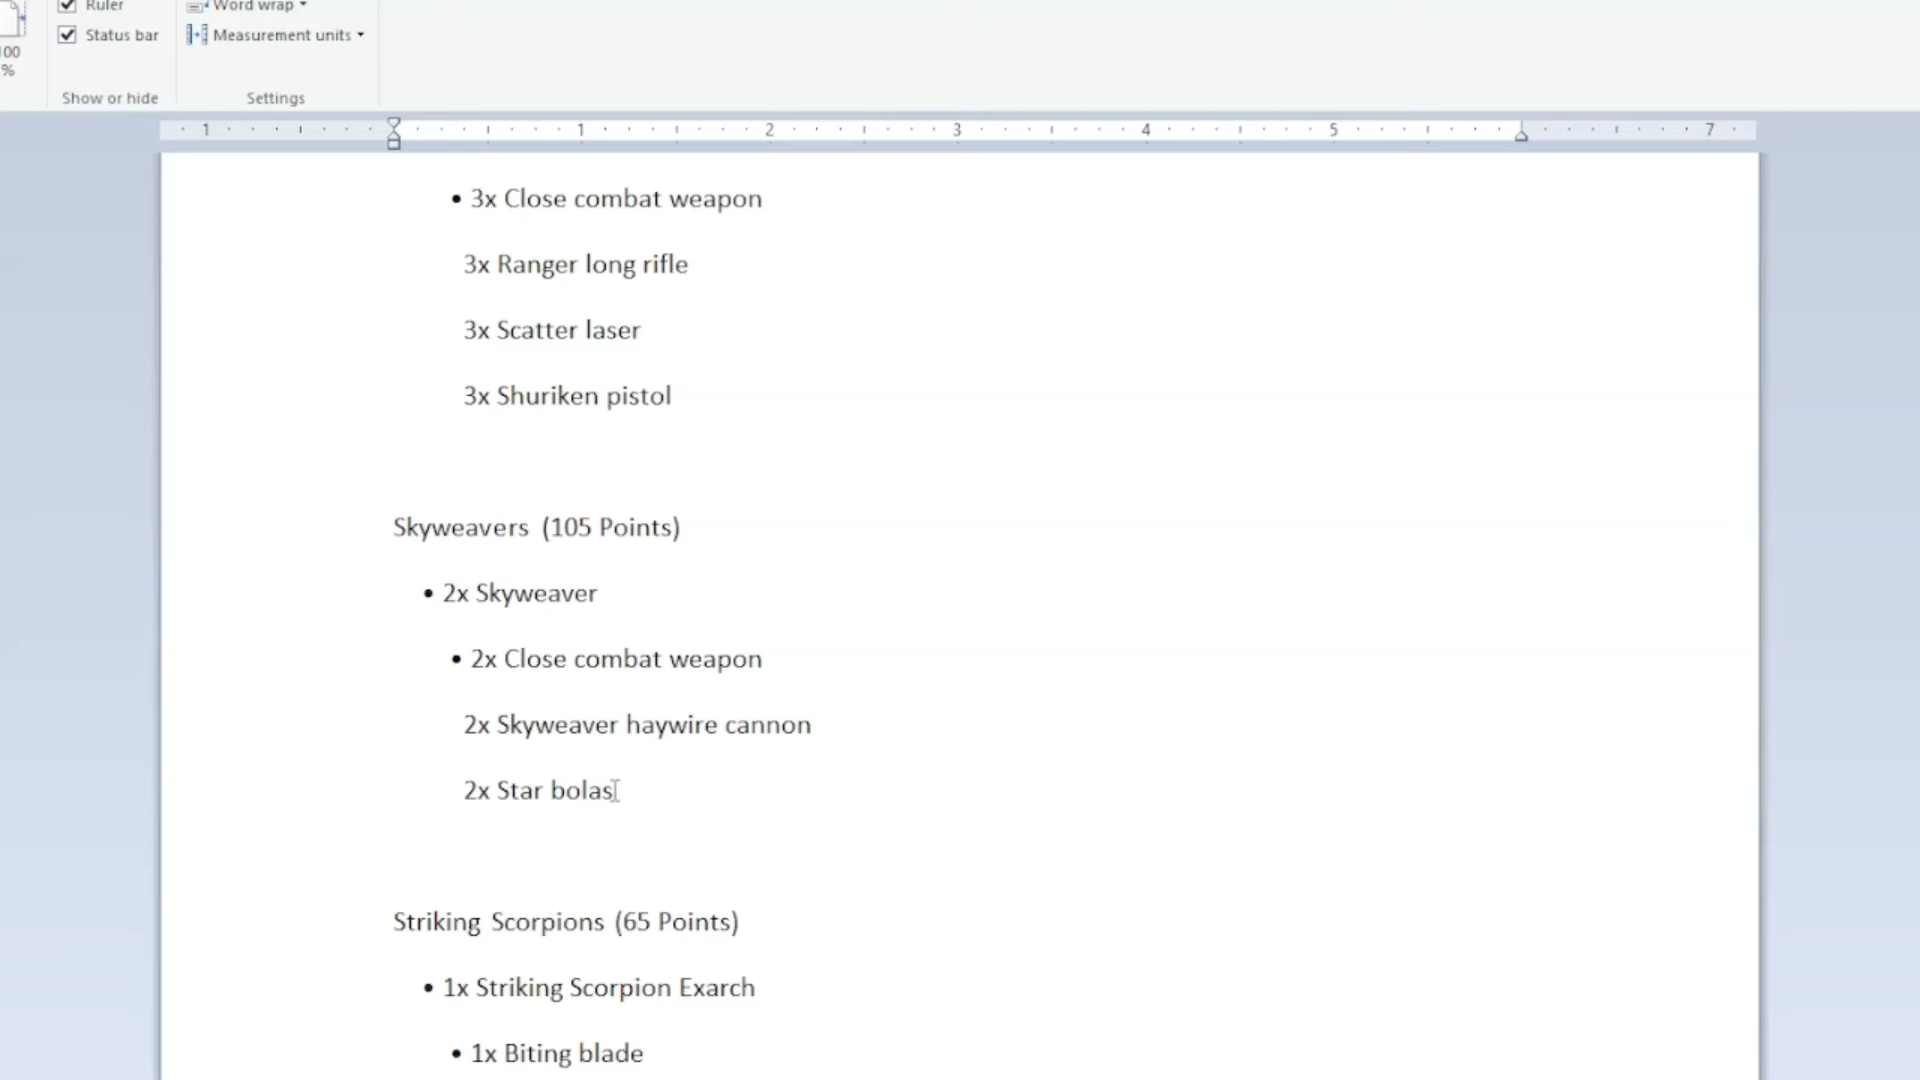 Ruler
Word wrap
100
%
Status bar
Measurement units
Show or hide
Settings
1 1 2 3 4 5 7
• 3x Close combat weapon
3x Ranger long rifle
3x Scatter laser
3x Shuriken pistol
Skyweavers (105 Points)
• 2x Skyweaver
• 2x Close combat weapon
2x Skyweaver haywire cannon
2x Star bolas
Striking Scorpions (65 Points)
• 1x Striking Scorpion Exarch
• 1x Biting blade